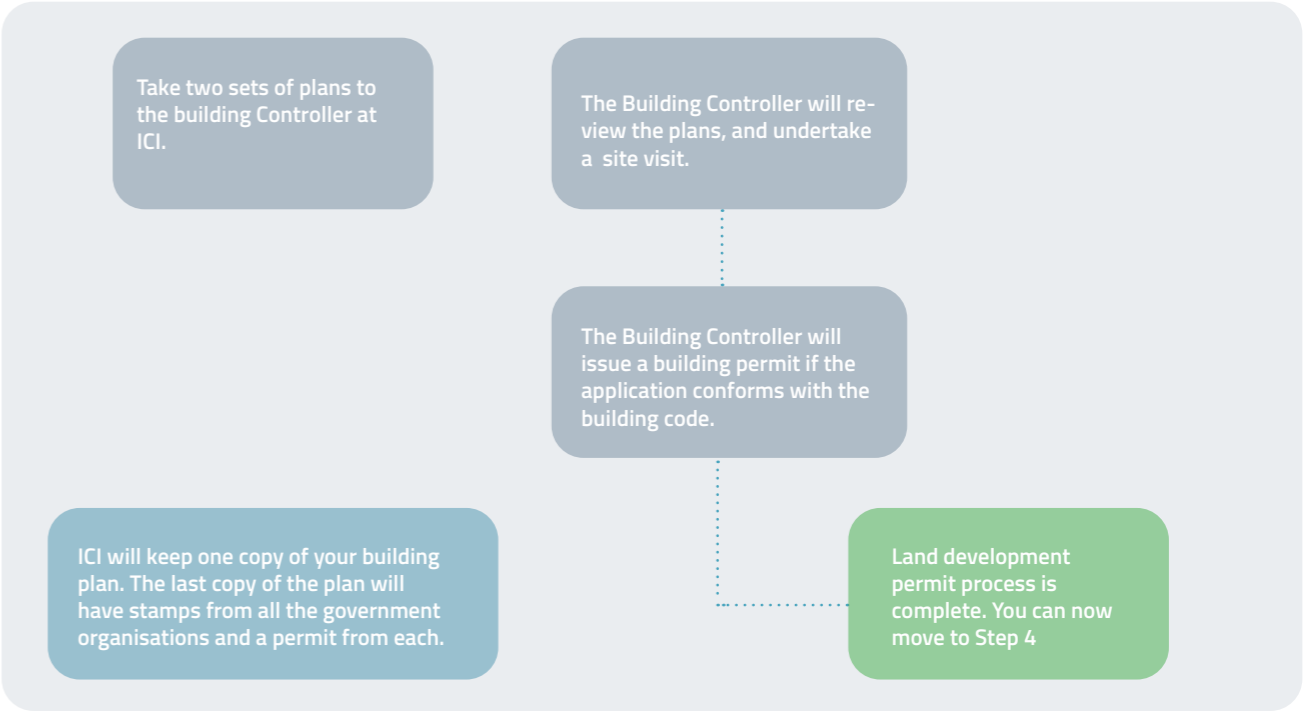 Take two sets of plans to
the building Controller at
ICI.
The Building Controller will re-
view the plans, and undertake
a  site visit.
The Building Controller will
issue a building permit if the
application conforms with the
building code.
ICI will keep one copy of your building
plan. The last copy of the plan will
have stamps from all the government
organisations and a permit from each.
Land development
permit process is
complete. You can now
move to Step 4